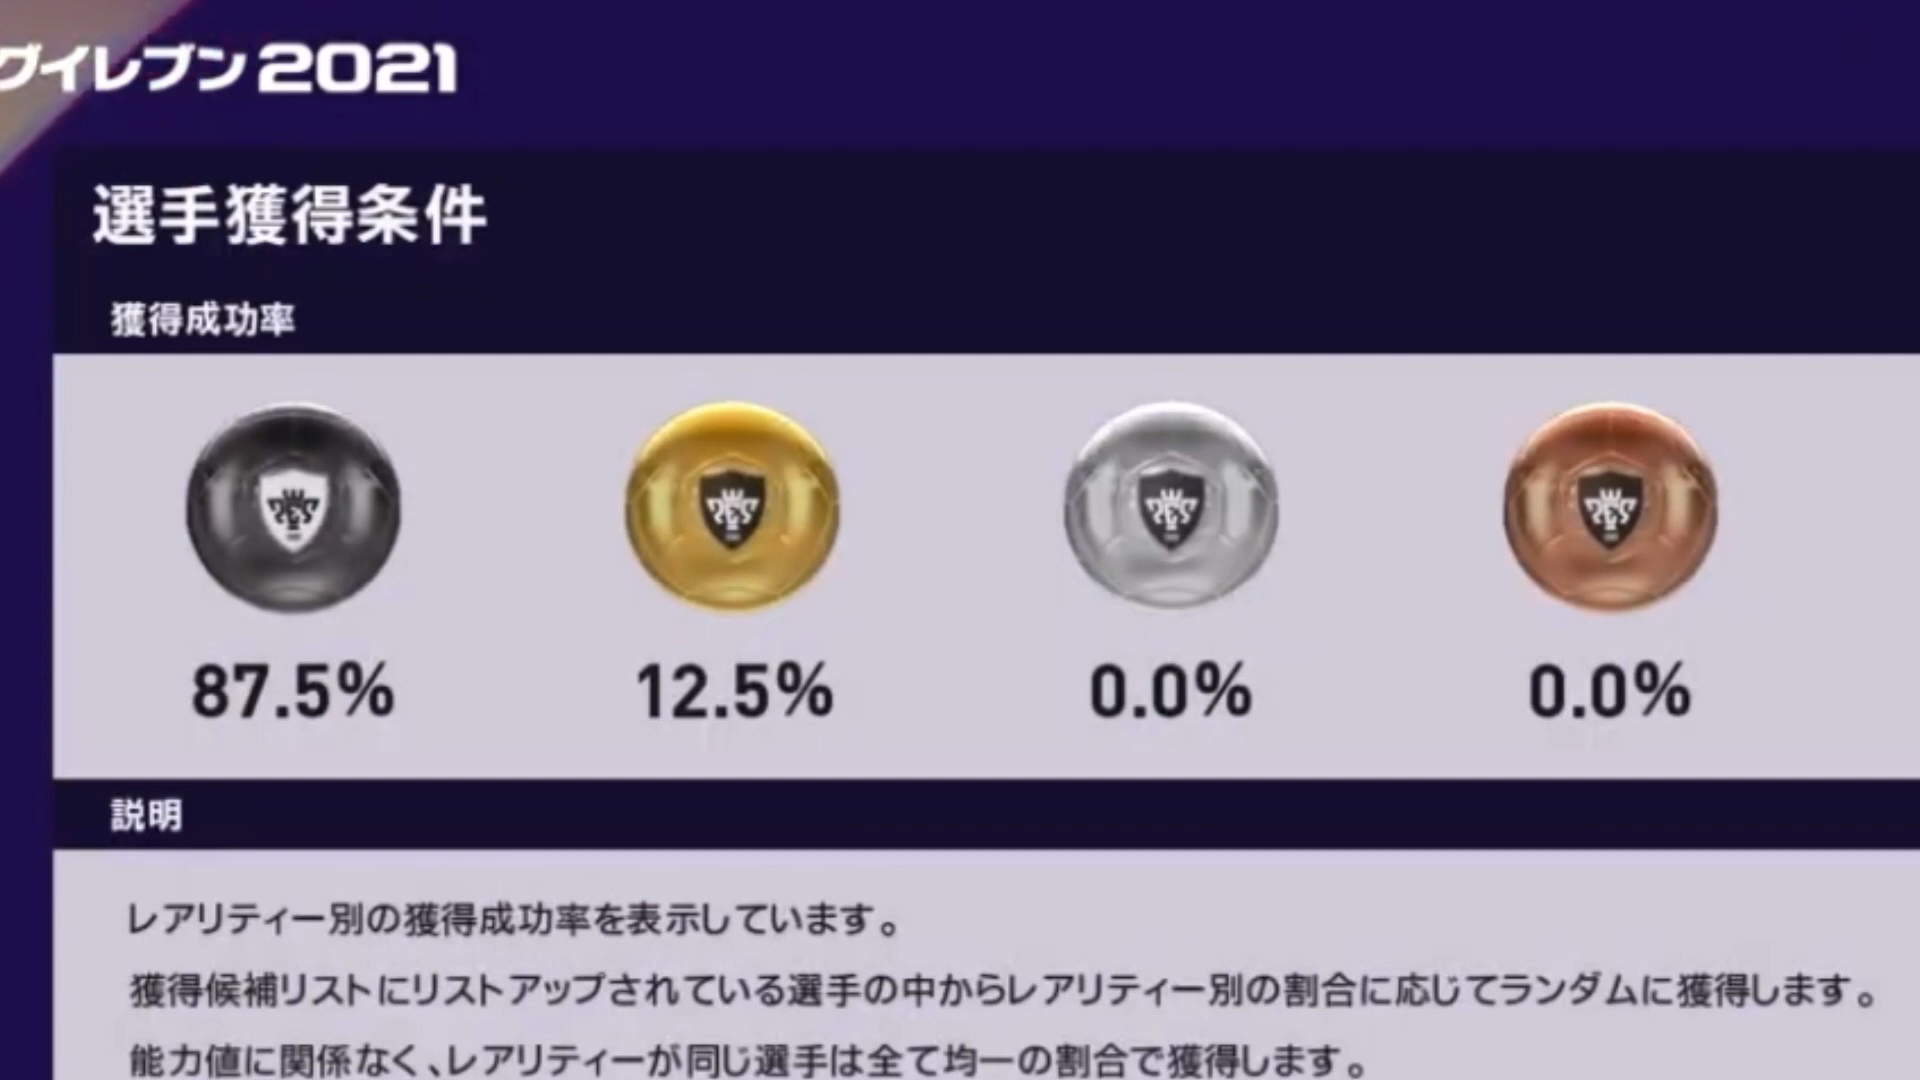 グイレブン2021
選手獲得条件
獲得成功率
87.5% 12.5% 0.0% 0.0%
説明
レアリティー別の獲得成功率を表示しています。
獲得候補リストにリストアップされている選手の中からレアリティー別の割合に応じてランダムに獲得します。
能力値に関係なく、レアリティーが同じ選手は全て均一の割合で獲得します。